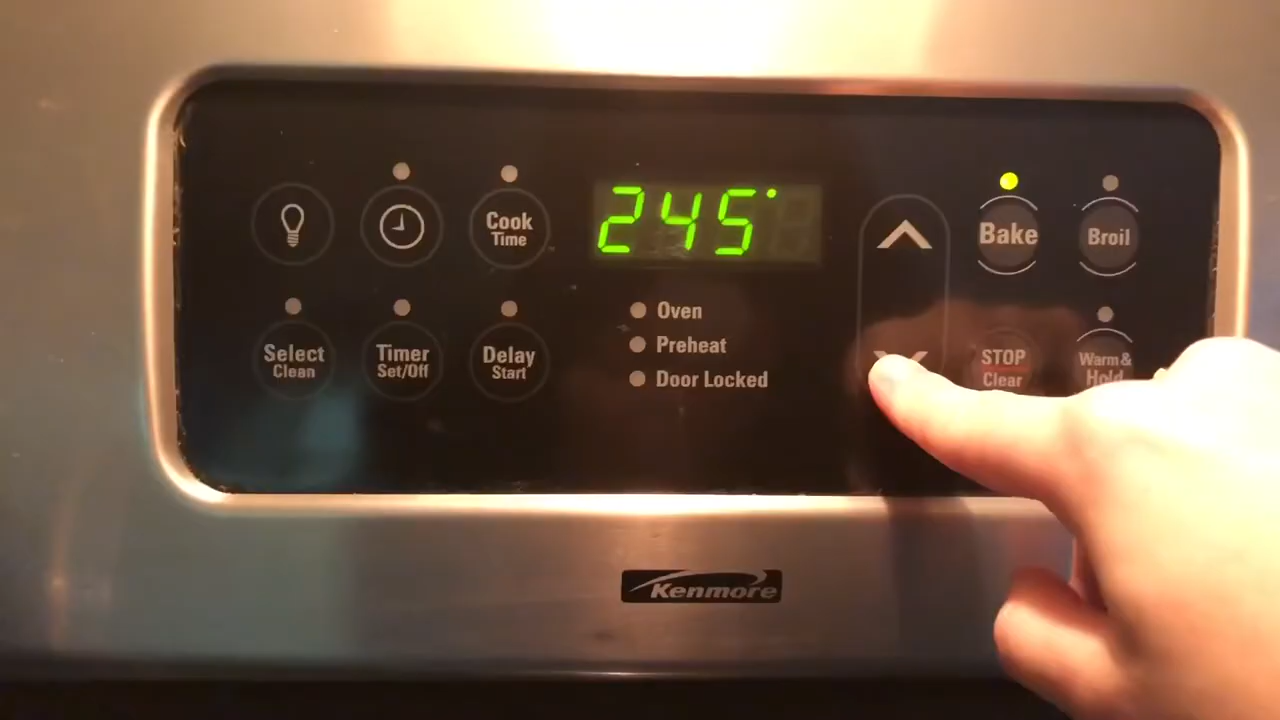 Cook
Time
245°
Bake
Broil
Select
Clean
Timer
Set/Off
Delay
Start
Oven
Preheat
Door Locked
STOP
Clear
Warm &
Hold
Kenmore